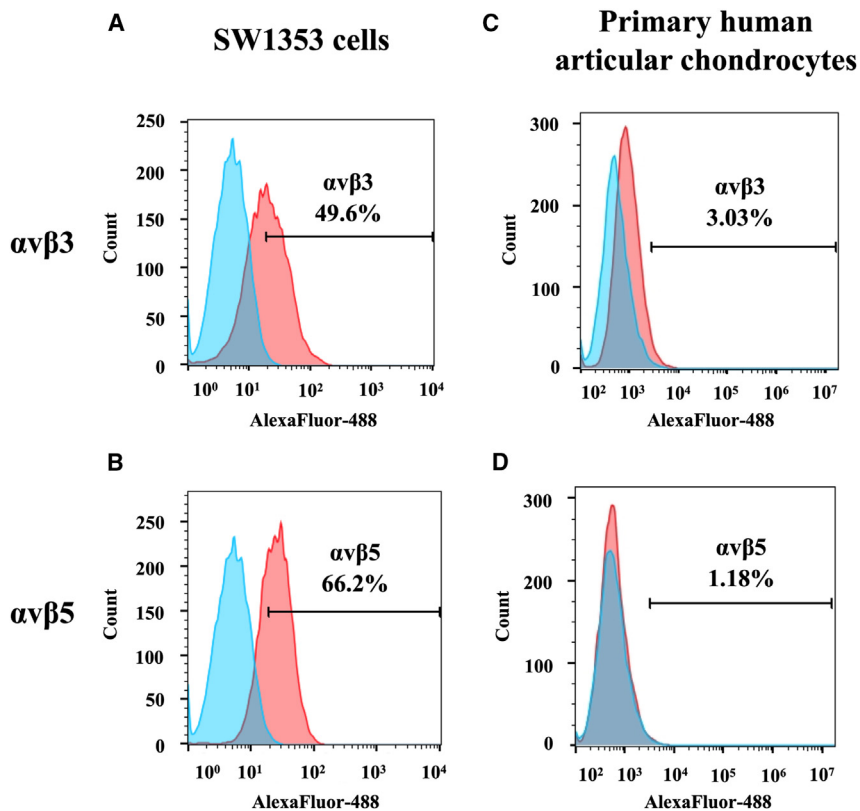 A
SW1353 cells
C
Primary human
articular chondrocytes
αvβ3
250
200
150
100
50
0
Count
αvβ3
49.6%
10⁰ 10¹ 10² 10³ 10⁴
AlexaFluor-488
300
200
100
0
Count
αvβ3
3.03%
10² 10³ 10⁴ 10⁵ 10⁶ 10⁷
AlexaFluor-488
B
D
αvβ5
250
200
150
100
50
0
Count
αvβ5
66.2%
10⁰ 10¹ 10² 10³ 10⁴
AlexaFluor-488
300
200
100
0
Count
αvβ5
1.18%
10² 10³ 10⁴ 10⁵ 10⁶ 10⁷
AlexaFluor-488